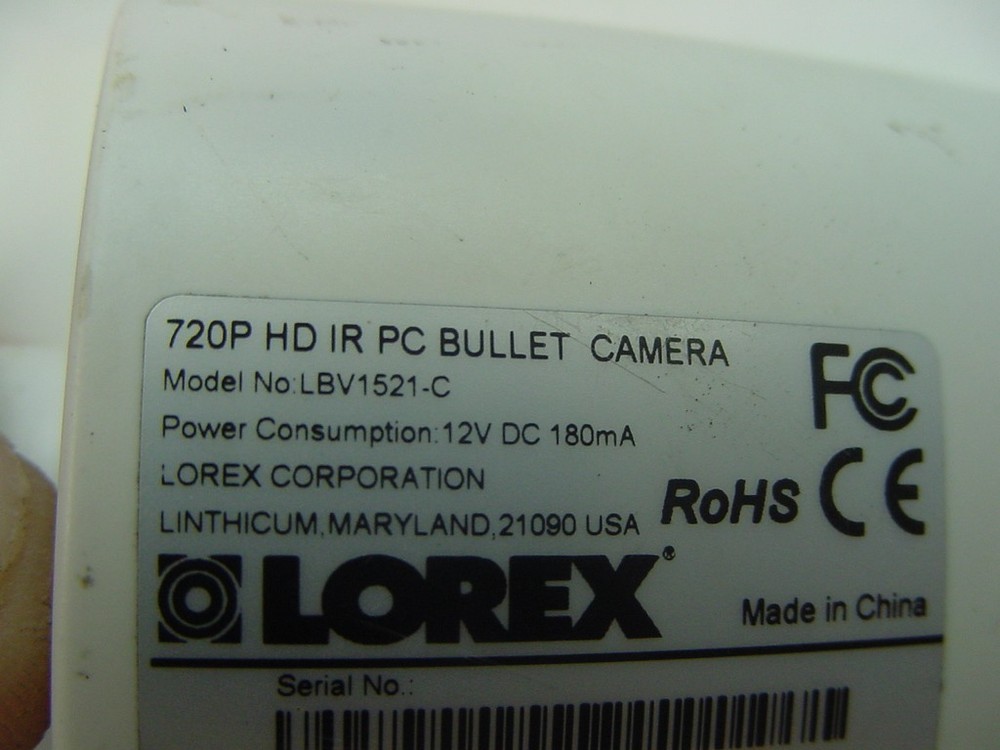 720P HD IR PC BULLET CAMERA
Model No:LBV1521-C
Power Consumption:12V DC 180mA
LOREX CORPORATION
LINTHICUM,MARYLAND,21090 USA
FC
RoHS CE
LOREX®
Made in China
Serial No.: